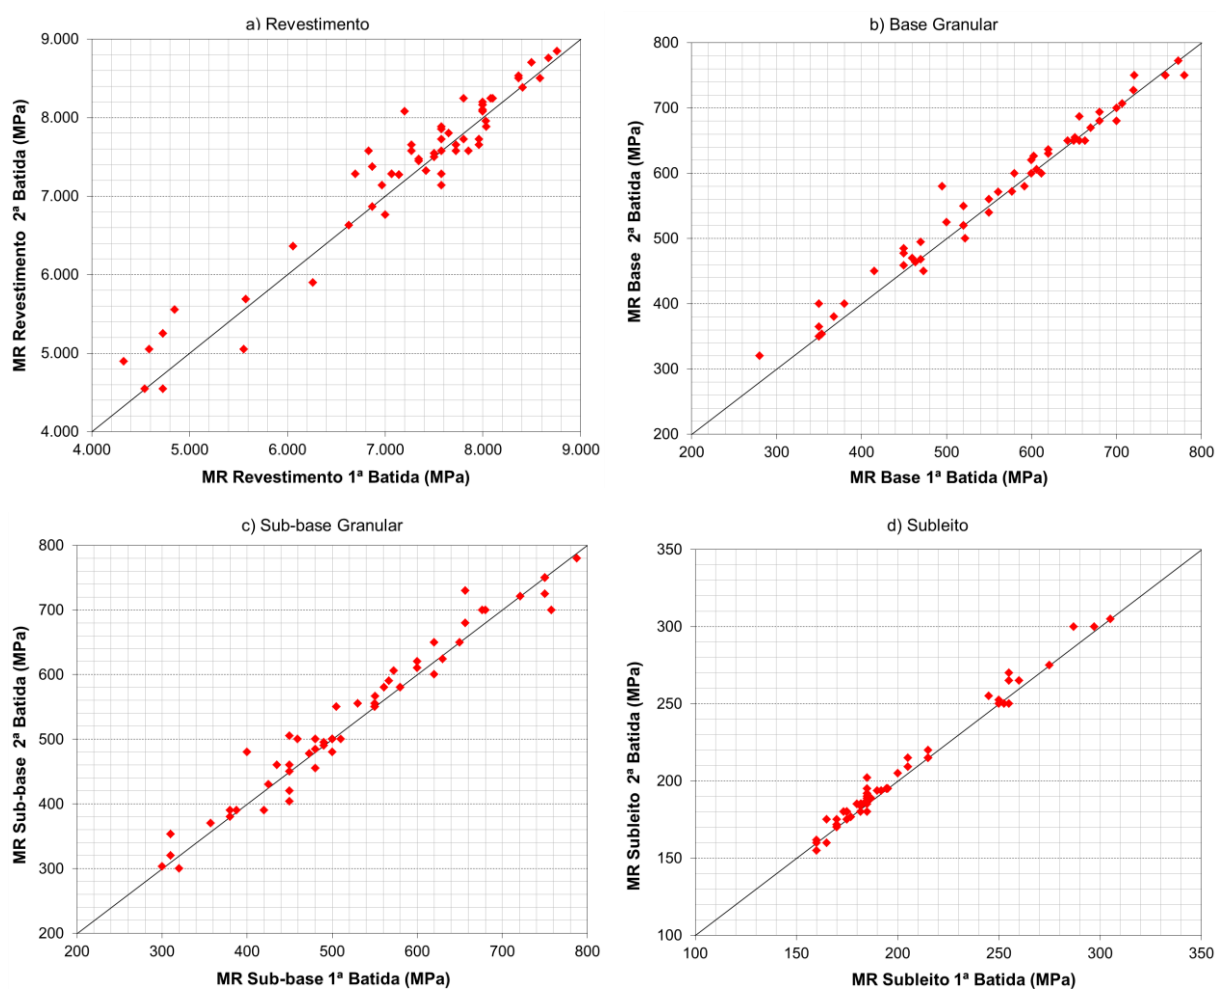 a) Revestimento
9.000
8.000
7.000
6.000
5.000
4.000
MR Revestimento 2ª Batida (MPa)
4.000 5.000 6.000 7.000 8.000 9.000
MR Revestimento 1ª Batida (MPa)
b) Base Granular
800
700
600
500
400
300
200
MR Base 2ª Batida (MPa)
200 300 400 500 600 700 800
MR Base 1ª Batida (MPa)
c) Sub-base Granular
800
700
600
500
400
300
200
MR Sub-base 2ª Batida (MPa)
200 300 400 500 600 700 800
MR Sub-base 1ª Batida (MPa)
d) Subleito
350
300
250
200
150
100
MR Subleito 2ª Batida (MPa)
100 150 200 250 300 350
MR Subleito 1ª Batida (MPa)